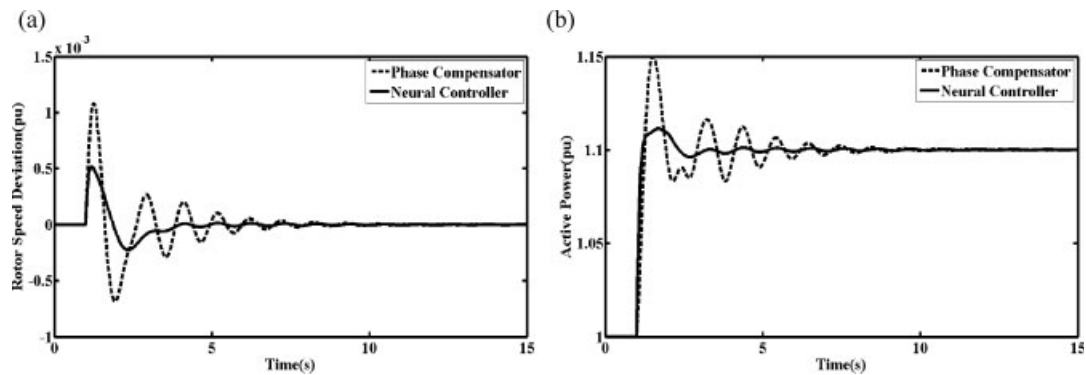 (a)
x 10⁻³
1.5
1
0.5
0
-0.5
-1
Rotor Speed Deviation(pu)
0 5 10 15
Time(s)
Phase Compensator
Neural Controller
(b)
1.15
1.1
1.05
1
Active Power(pu)
0 5 10 15
Time(s)
Phase Compensator
Neural Controller